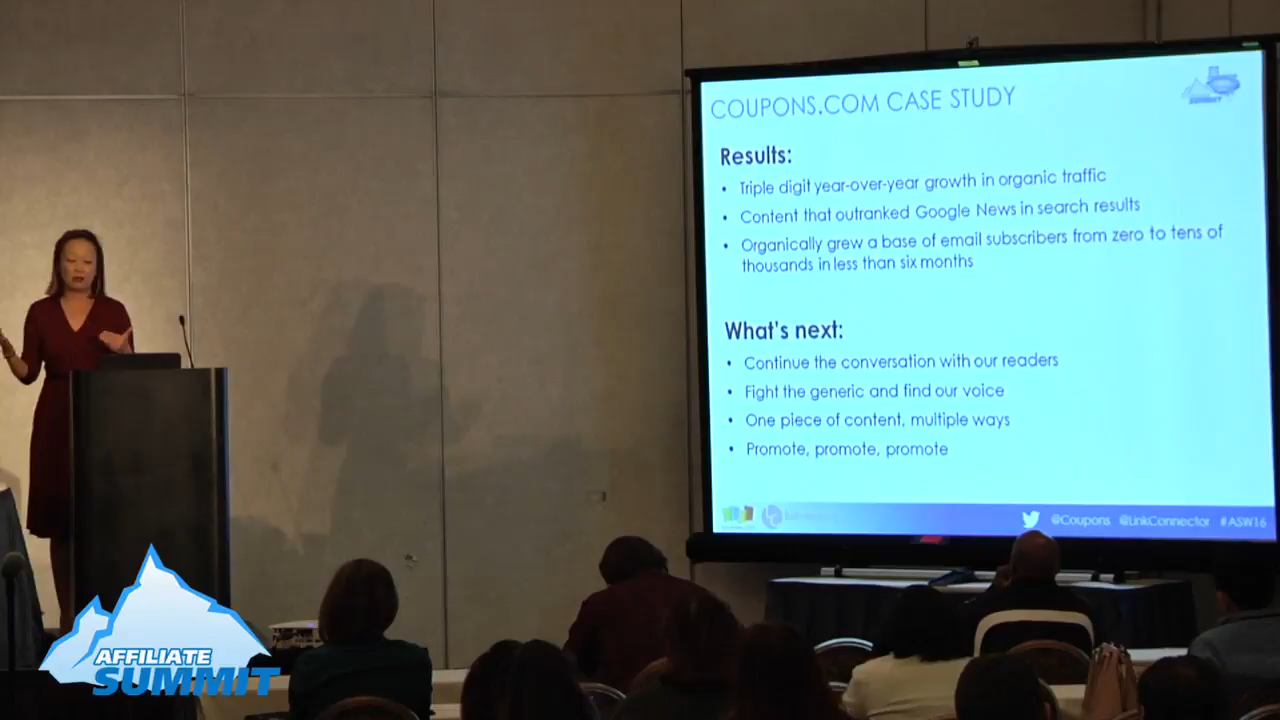 COUPONS.COM CASE STUDY
SUMMIT
Results:
• Triple digit year-over-year growth in organic traffic
• Content that outranked Google News in search results
• Organically grew a base of email subscribers from zero to tens of
thousands in less than six months
What's next:
• Continue the conversation with our readers
• Fight the generic and find our voice
• One piece of content, multiple ways
• Promote, promote, promote
@Coupons @LinkConnector #ASW16
AFFILIATE
SUMMIT